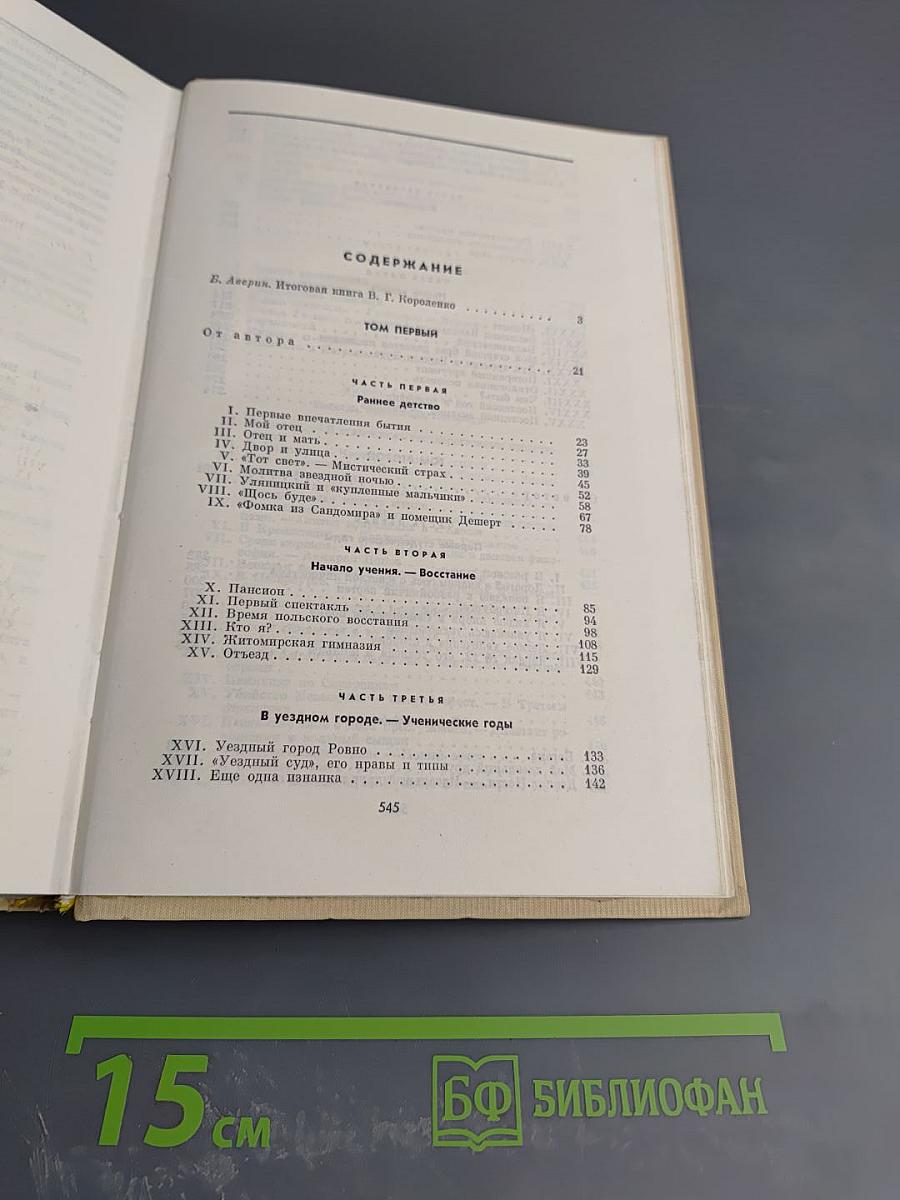 СОДЕРЖАНИЕ
Б. Аверин. Итоговая книга В. Г. Короленко . . . . . . . . . . 3
ТОМ ПЕРВЫЙ
От автора . . . . . . . . . . . . . . . . . . . . 21
ЧАСТЬ ПЕРВАЯ
Раннее детство
I. Первые впечатления бытия . . . . . . . . . . 23
II. Мой отец . . . . . . . . . . 27
III. Отец и мать . . . . . . . . . . 33
IV. Двор и улица . . . . . . . . . . 39
V. «Тот свет». — Мистический страх . . . . . . . . . . 45
VI. Молитва звездной ночью . . . . . . . . . . 52
VII. Уляницкий и «купленные мальчики» . . . . . . . . . . 58
VIII. «Щось буде» . . . . . . . . . . 67
IX. «Фомка из Сандомира» и помещик Дешерт . . . . . 78
ЧАСТЬ ВТОРАЯ
Начало учения. — Восстание
X. Пансион . . . . . . . . . . 85
XI. Первый спектакль . . . . . . . . . . 94
XII. Время польского восстания . . . . . . . . . . 98
XIII. Кто я? . . . . . . . . . . 108
XIV. Житомирская гимназия . . . . . . . . . . 115
XV. Отъезд . . . . . . . . . . 129
ЧАСТЬ ТРЕТЬЯ
В уездном городе. — Ученические годы
XVI. Уездный город Ровно . . . . . . . . . . 133
XVII. «Уездный суд», его нравы и типы . . . . . . . . . . 136
XVIII. Еще одна изнанка . . . . . . . . . . 142
545
15 см
БФ БИБЛИОФАН